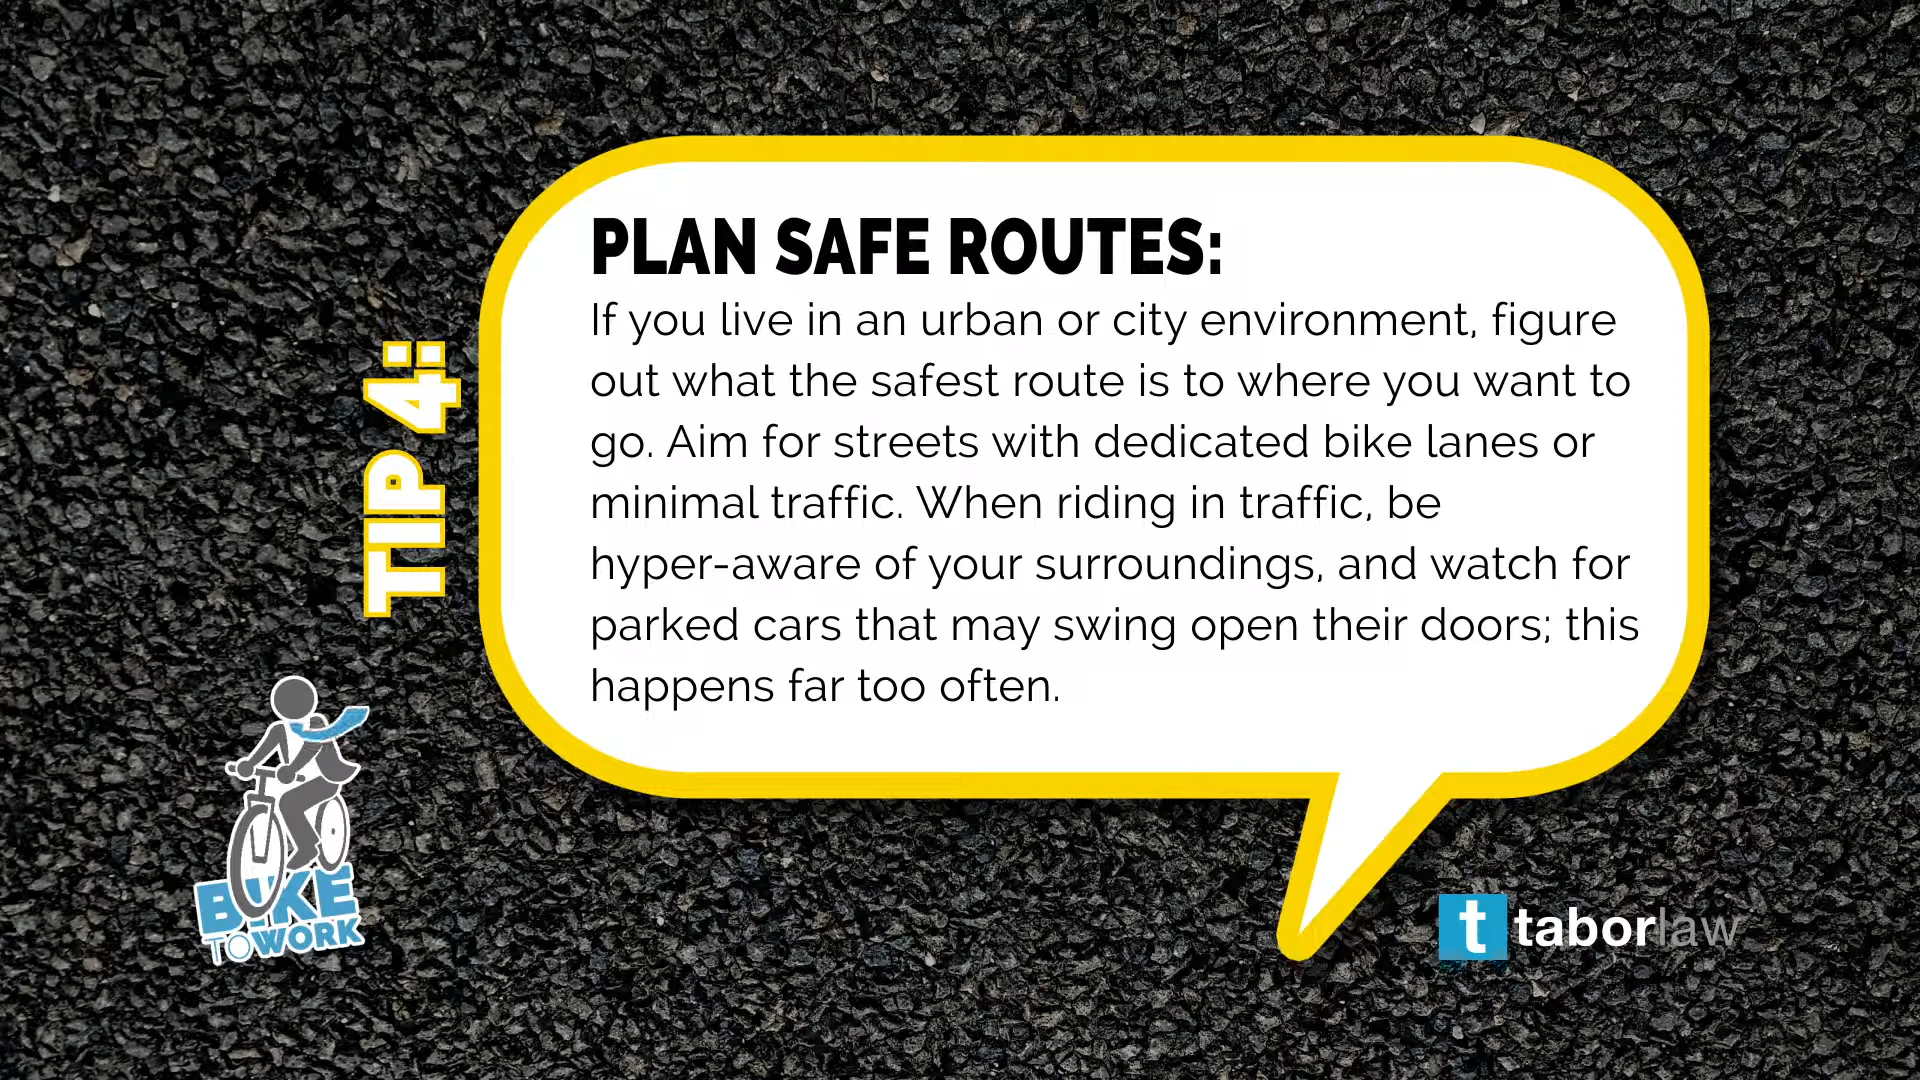 TIP 4:
PLAN SAFE ROUTES:
If you live in an urban or city environment, figure
out what the safest route is to where you want to
go. Aim for streets with dedicated bike lanes or
minimal traffic. When riding in traffic, be
hyper-aware of your surroundings, and watch for
parked cars that may swing open their doors; this
happens far too often.
BIKE
TO WORK
t taborlaw